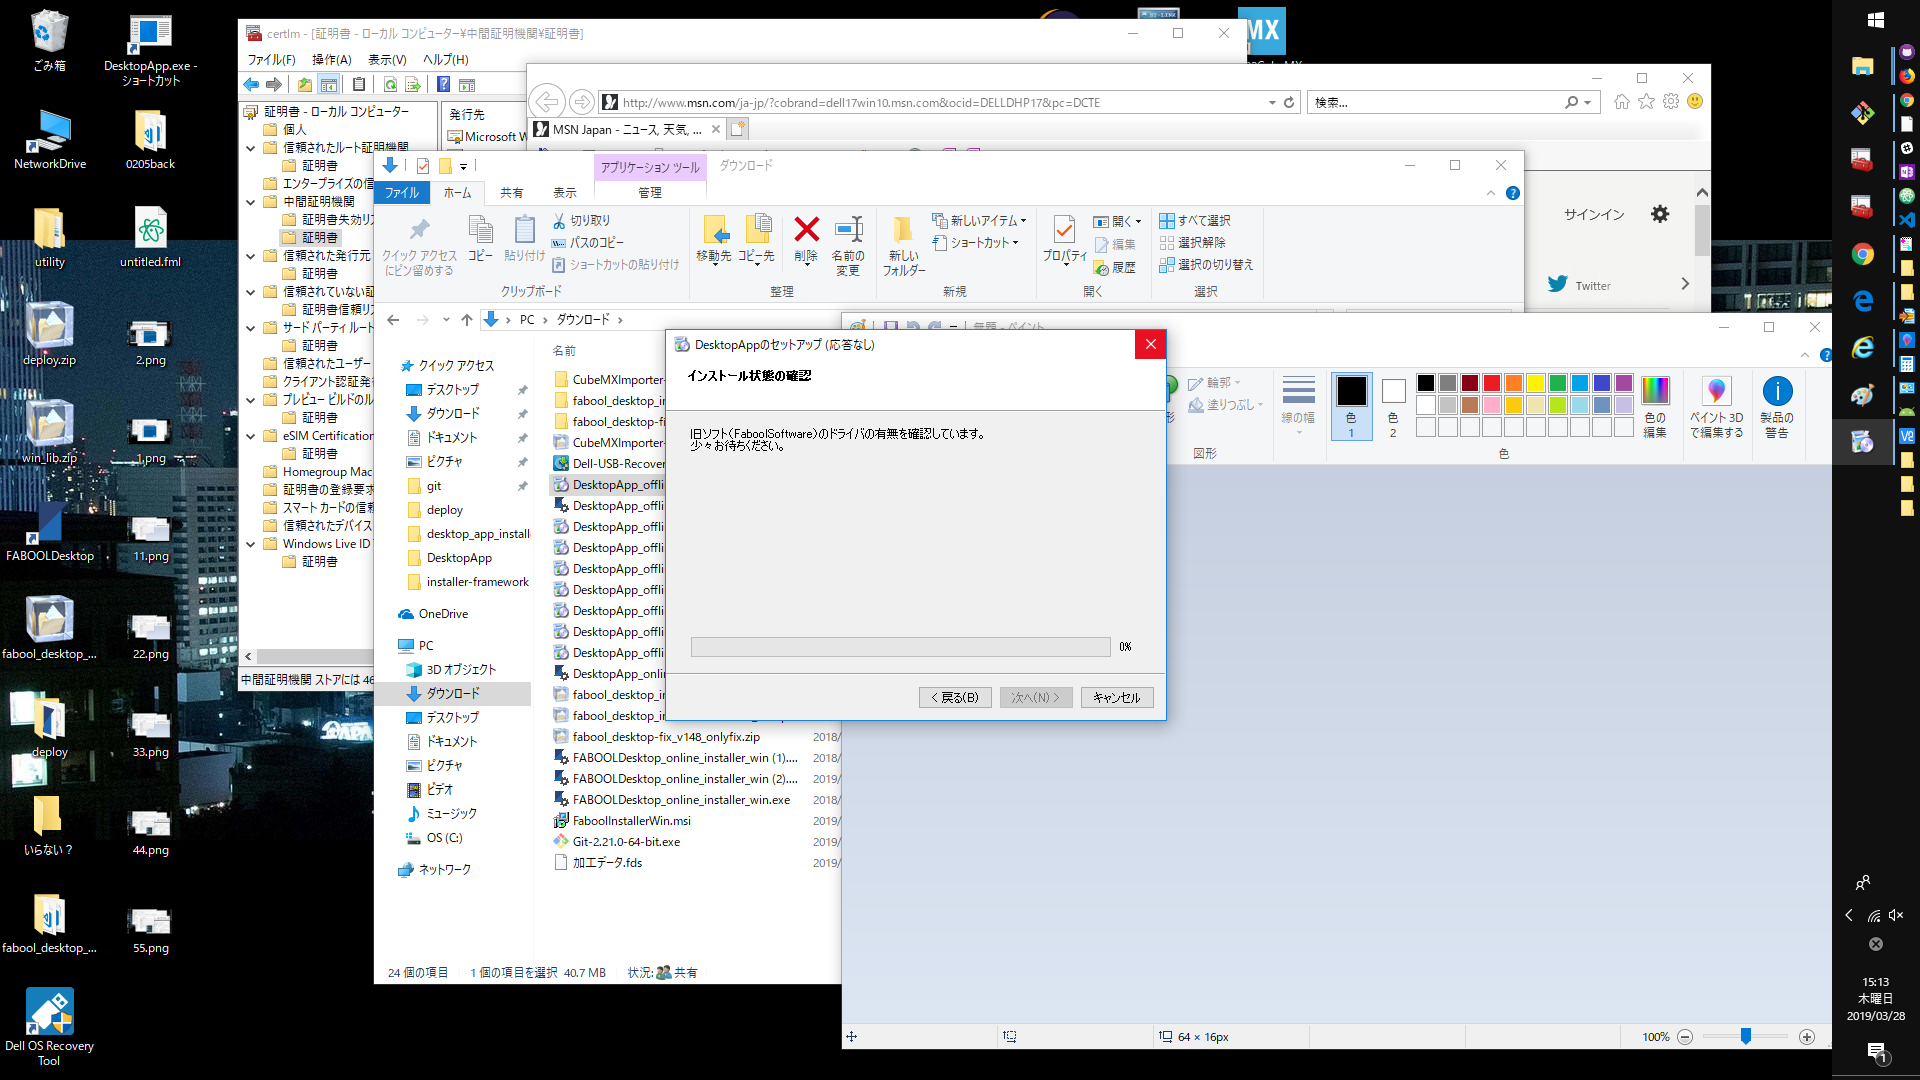 ごみ箱
DesktopApp.exe -
ショートカット
NetworkDrive
0205back
utility
untitled.fml
deploy.zip
2.png
win_lib.zip
1.png
FABOOLDesktop
11.png
fabool_desktop_...
22.png
deploy
33.png
いらない？
44.png
fabool_desktop_...
55.png
Dell OS Recovery
Tool
certlm - [証明書 - ローカル コンピューター¥中間証明機関¥証明書]
ファイル(F) 操作(A) 表示(V) ヘルプ(H)
証明書 - ローカル コンピューター
個人
信頼されたルート証明機関
証明書
エンタープライズの信
中間証明機関
証明書失効リス
証明書
信頼された発行元
証明書
信頼されていない証
証明書信頼リス
サード パーティ ルート
証明書
信頼されたユーザー
クライアント認証発行
プレビュー ビルドのル
証明書
eSIM Certification
証明書
Homegroup Mac
証明書の登録要求
スマート カードの信頼
信頼されたデバイス
Windows Live ID
証明書
中間証明機関 ストアには 46
発行先
Microsoft W
http://www.msn.com/ja-jp/?cobrand=dell17win10.msn.com&ocid=DELLDHP17&pc=DCTE
検索...
MSN Japan - ニュース, 天気, ...
サインイン
Twitter
MX
アプリケーション ツール
ダウンロード
ファイル ホーム 共有 表示 管理
クイック アクセス
にピン留めする
コピー
貼り付け
切り取り
パスのコピー
ショートカットの貼り付け
クリップボード
移動先
コピー先
削除
名前の
変更
整理
新しい
フォルダー
新しいアイテム
ショートカット
新規
プロパティ
開く
編集
履歴
開く
すべて選択
選択解除
選択の切り替え
選択
PC
ダウンロード
クイック アクセス
デスクトップ
ダウンロード
ドキュメント
ピクチャ
git
deploy
desktop_app_install
DesktopApp
installer-framework
OneDrive
PC
3D オブジェクト
ダウンロード
デスクトップ
ドキュメント
ピクチャ
ビデオ
ミュージック
OS (C:)
ネットワーク
名前
CubeMXImporter-
fabool_desktop_in
fabool_desktop-fi
CubeMXImporter-
Dell-USB-Recover
DesktopApp_offli
DesktopApp_offli
DesktopApp_offli
DesktopApp_offli
DesktopApp_offli
DesktopApp_offli
DesktopApp_offli
DesktopApp_offli
DesktopApp_offli
DesktopApp_onlin
fabool_desktop_in
fabool_desktop_in
fabool_desktop-fix_v148_onlyfix.zip 2018/
FABOOLDesktop_online_installer_win (1).... 2018/
FABOOLDesktop_online_installer_win (2).... 2019/
FABOOLDesktop_online_installer_win.exe 2018/
FaboolInstallerWin.msi 2019/
Git-2.21.0-64-bit.exe 2019/
加工データ.fds 2019/
24 個の項目 1 個の項目を選択 40.7 MB 状況: 共有
DesktopAppのセットアップ (応答なし)
インストール状態の確認
旧ソフト(FaboolSoftware)のドライバの有無を確認しています。
少々お待ちください。
0%
< 戻る(B)
次へ(N) >
キャンセル
無題 - ペイント
輪郭
塗りつぶし
図形
線の幅
色
1
色
2
色の
編集
ペイント 3D
で編集する
製品の
警告
色
64 × 16px
100%
15:13
木曜日
2019/03/28
1